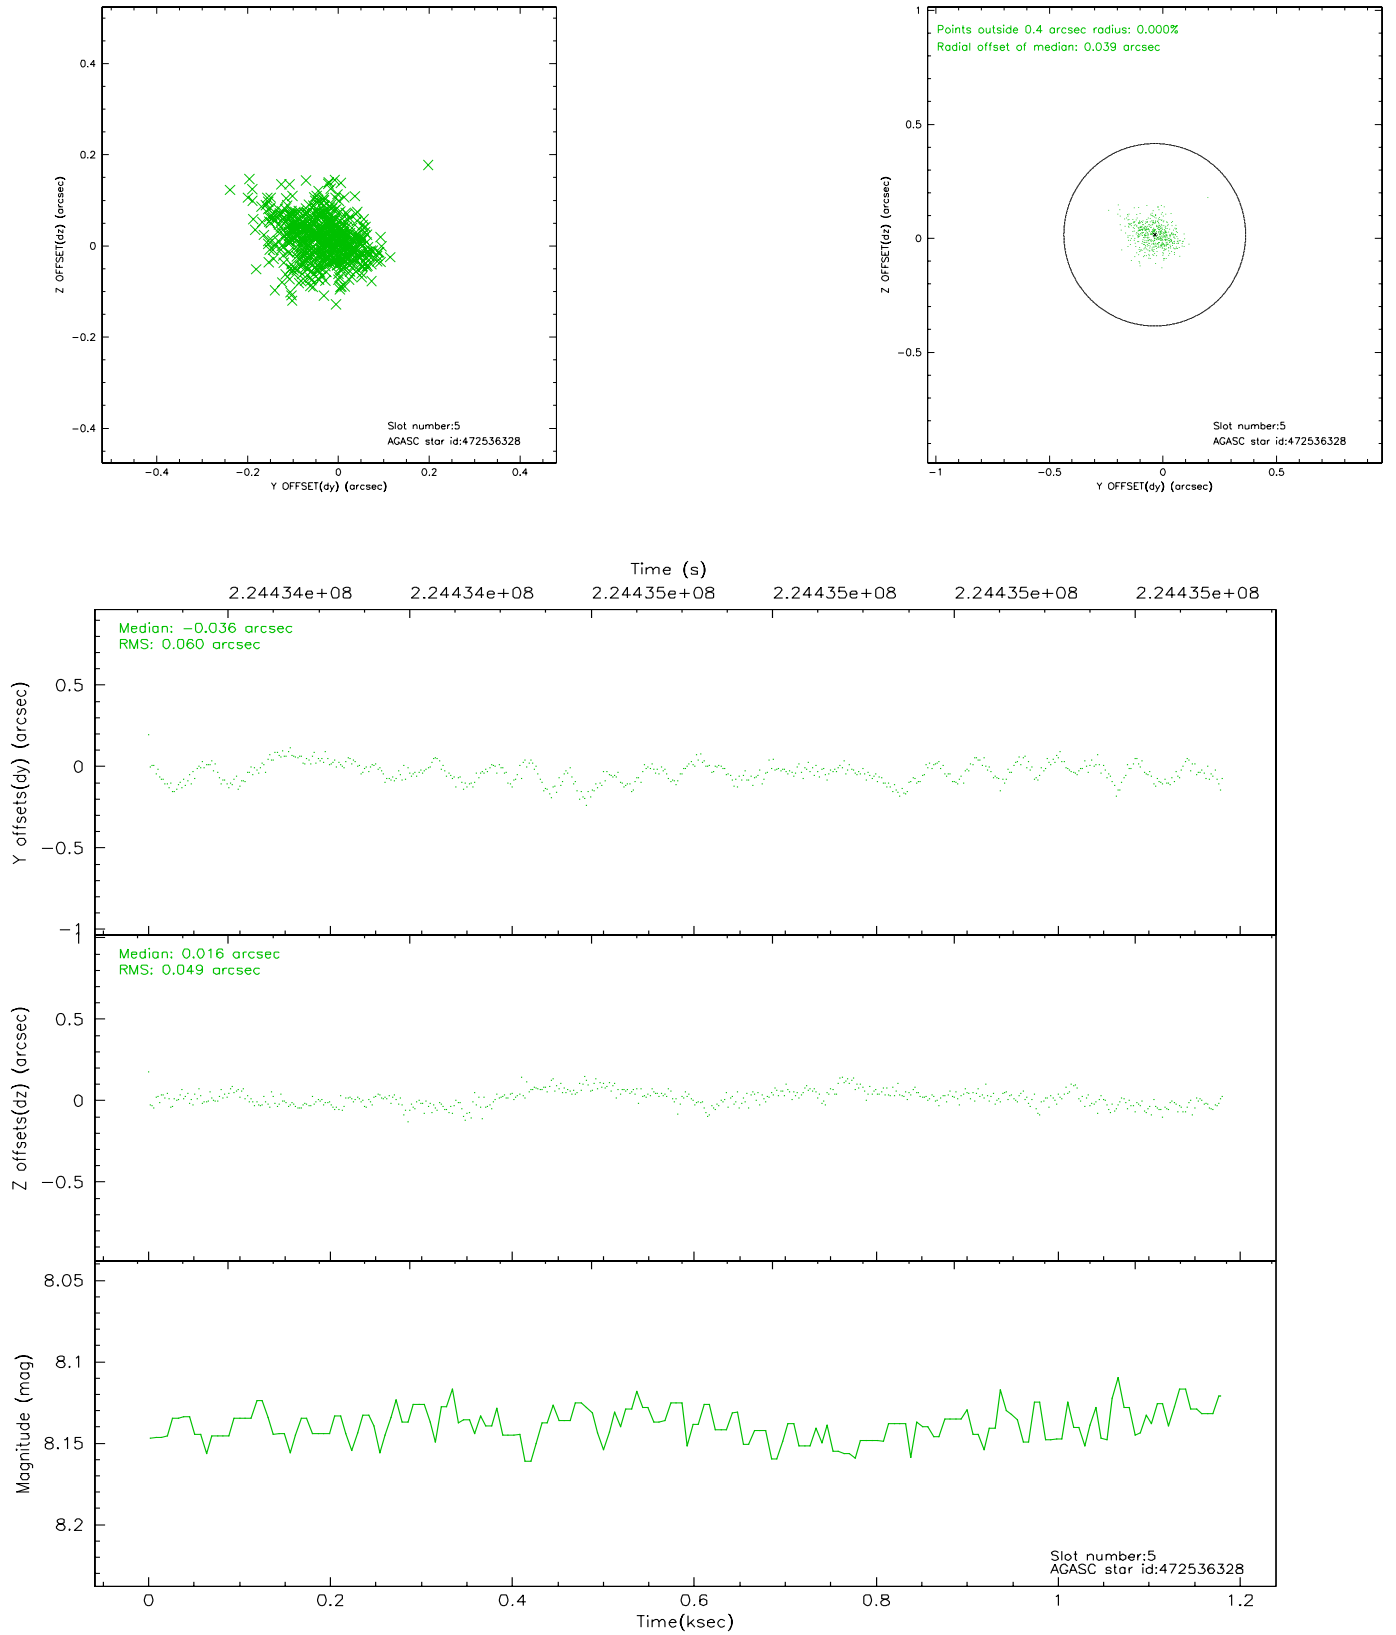 0.4
0.2
0
−0.2
−0.4
Z OFFSET(dz) (arcsec)
Slot number:5
AGASC star id:472536328
−0.4 −0.2 0 0.2 0.4
Y OFFSET(dy) (arcsec)
Points outside 0.4 arcsec radius: 0.000%
Radial offset of median: 0.039 arcsec
1
0.5
0
−0.5
Z OFFSET(dz) (arcsec)
Slot number:5
AGASC star id:472536328
−1 −0.5 0 0.5
Y OFFSET(dy) (arcsec)
Time (s)
2.24434e+08 2.24434e+08 2.24435e+08 2.24435e+08 2.24435e+08 2.24435e+08
Median: −0.036 arcsec
RMS: 0.060 arcsec
0.5
0
−0.5
−1
Y offsets(dy) (arcsec)
Median: 0.016 arcsec
RMS: 0.049 arcsec
1
0.5
0
−0.5
Z offsets(dz) (arcsec)
8.05
8.1
8.15
8.2
Magnitude (mag)
Slot number:5
AGASC star id:472536328
0 0.2 0.4 0.6 0.8 1 1.2
Time(ksec)